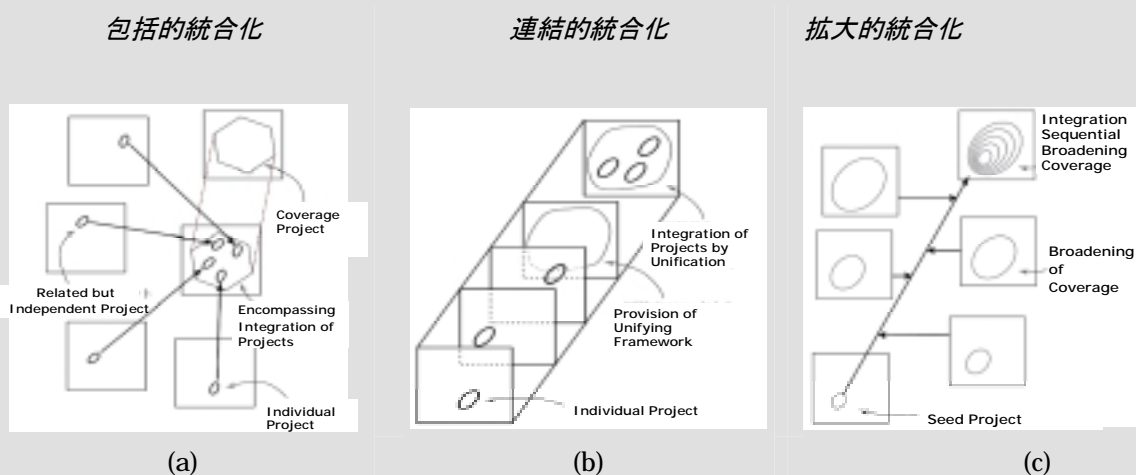 包括的統合化
連結的統合化
拡大的統合化
Coverage
Project
Related but
Independent Project
Encompassing
Integration of
Projects
Individual
Project
Integration of
Projects by
Unification
Provision of
Unifying
Framework
Individual Project
Integration
Sequential
Broadening
Coverage
Broadening
of
Coverage
Seed Project
(a)
(b)
(c)